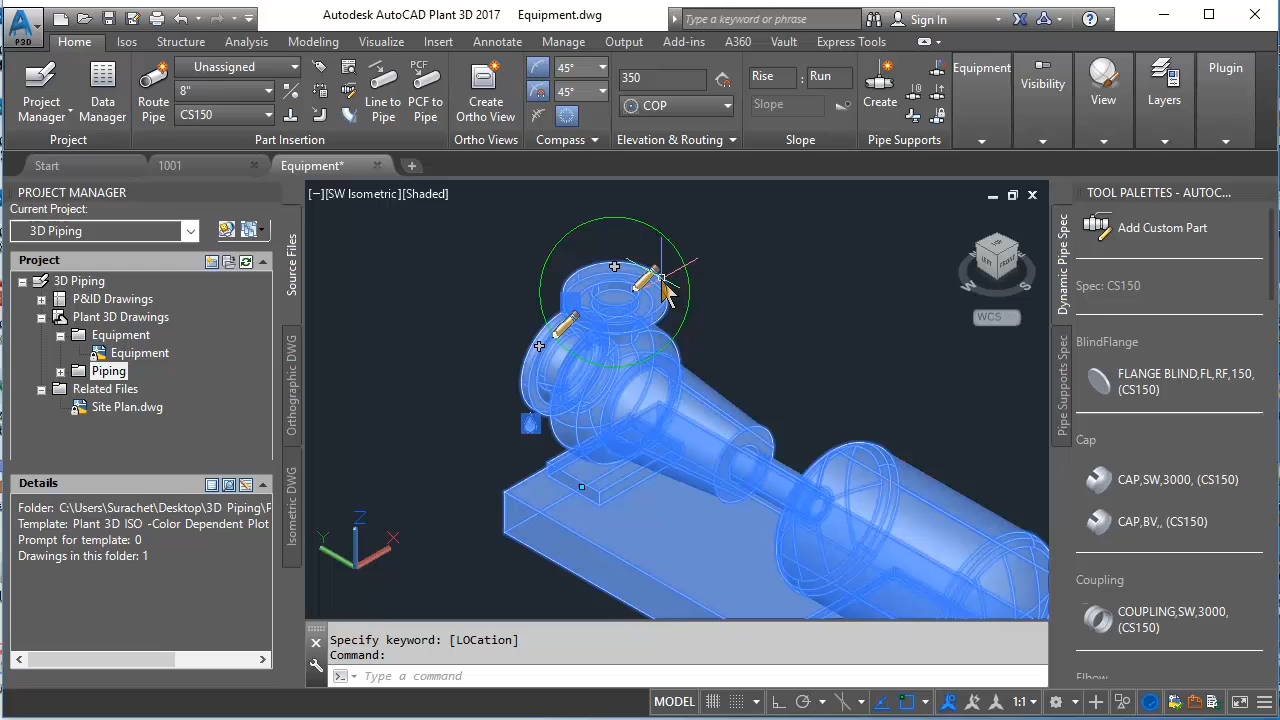 Autodesk AutoCAD Plant 3D 2017 Equipment.dwg
Type a keyword or phrase
Sign In
P3D
Home Isos Structure Analysis Modeling Visualize Insert Annotate Manage Output Add-ins A360 Vault Express Tools
Project Manager
Data Manager
Project
Route Pipe
Unassigned
8"
CS150
Line to Pipe
PCF
PCF to Pipe
Part Insertion
Create Ortho View
Ortho Views
45°
45°
Compass
350
COP
Elevation & Routing
Rise : Run
Slope
Slope
Create
Pipe Supports
Equipment
Visibility
View
Layers
Plugin
Start
1001
Equipment*
PROJECT MANAGER
Current Project:
3D Piping
Project
3D Piping
P&ID Drawings
Plant 3D Drawings
Equipment
Equipment
Piping
Related Files
Site Plan.dwg
Source Files
Orthographic DWG
Isometric DWG
Details
Folder: C:\Users\Surachet\Desktop\3D Piping\P
Template: Plant 3D ISO -Color Dependent Plot
Prompt for template: 0
Drawings in this folder: 1
[−][SW Isometric][Shaded]
TOP
LEFT
FRONT
S
WCS
Z
Y
X
Specify keyword: [LOCation]
Command:
Type a command
TOOL PALETTES - AUTOC...
Dynamic Pipe Spec
Pipe Supports Spec
Add Custom Part
Spec: CS150
BlindFlange
FLANGE BLIND,FL,RF,150,
(CS150)
Cap
CAP,SW,3000, (CS150)
CAP,BV,, (CS150)
Coupling
COUPLING,SW,3000,
(CS150)
Elbow
MODEL
1:1